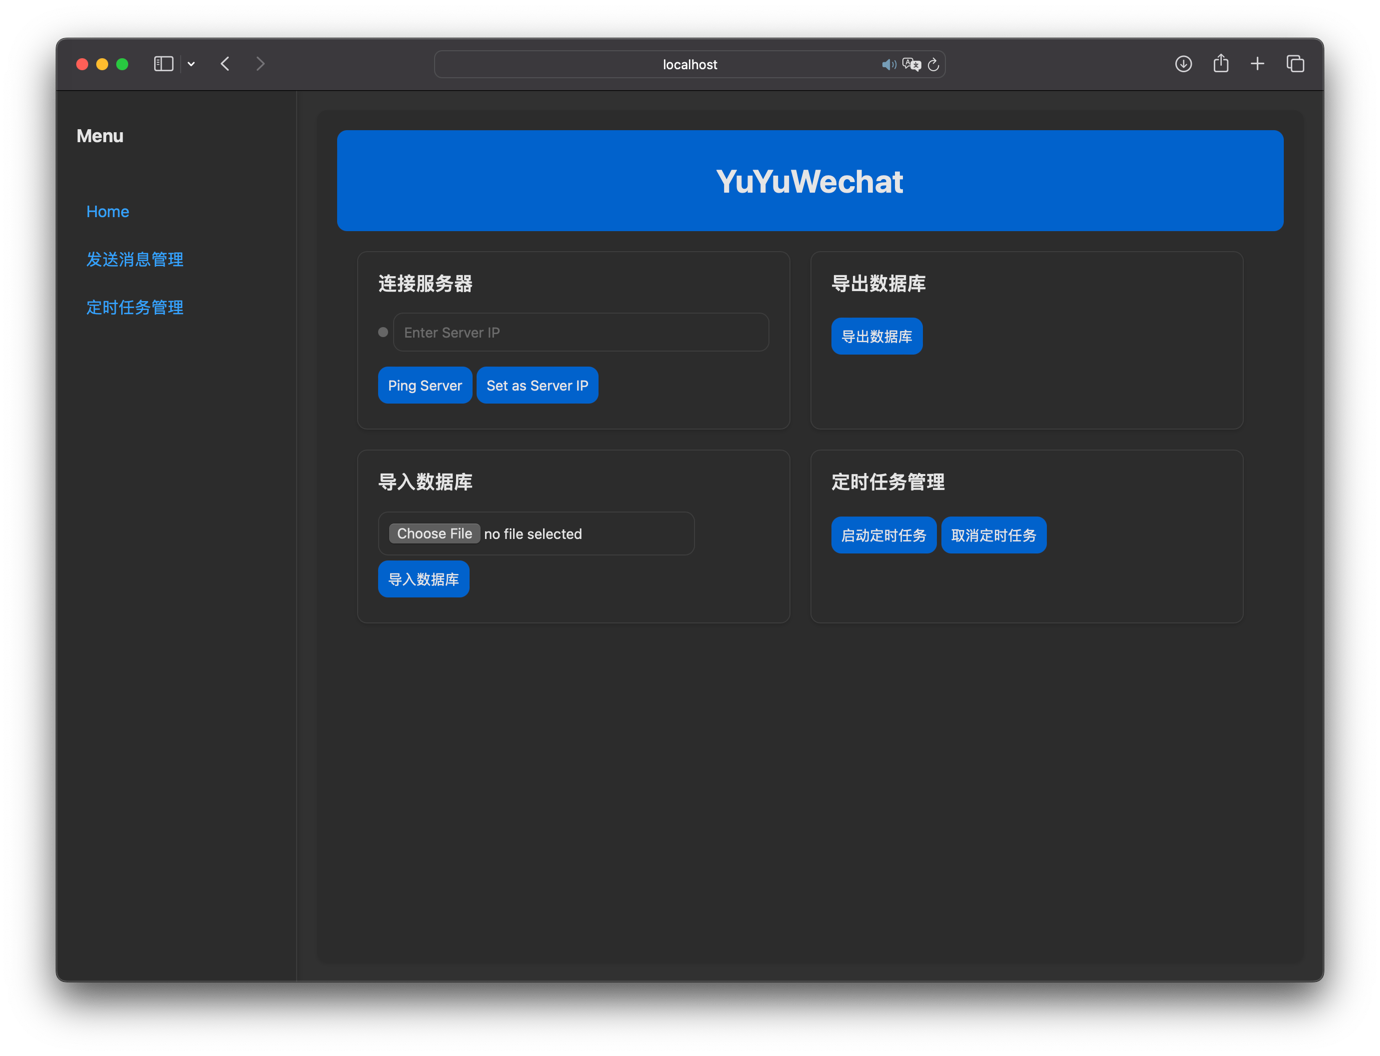 localhost
Menu
Home
发送消息管理
定时任务管理
YuYuWechat
连接服务器
Enter Server IP
Ping Server Set as Server IP
导出数据库
导出数据库
导入数据库
Choose File no file selected
导入数据库
定时任务管理
启动定时任务 取消定时任务